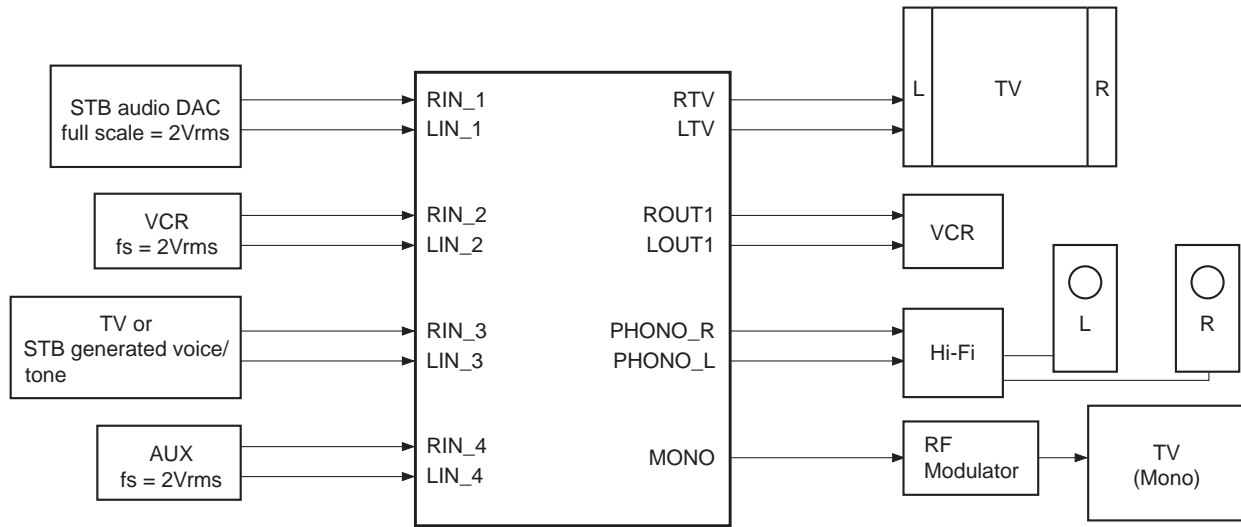 STB audio DAC
full scale = 2Vrms
VCR
fs = 2Vrms
TV or
STB generated voice/
tone
AUX
fs = 2Vrms
RIN_1
LIN_1
RIN_2
LIN_2
RIN_3
LIN_3
RIN_4
LIN_4
RTV
LTV
ROUT1
LOUT1
PHONO_R
PHONO_L
MONO
L
TV
R
VCR
Hi-Fi
L
R
RF
Modulator
TV
(Mono)